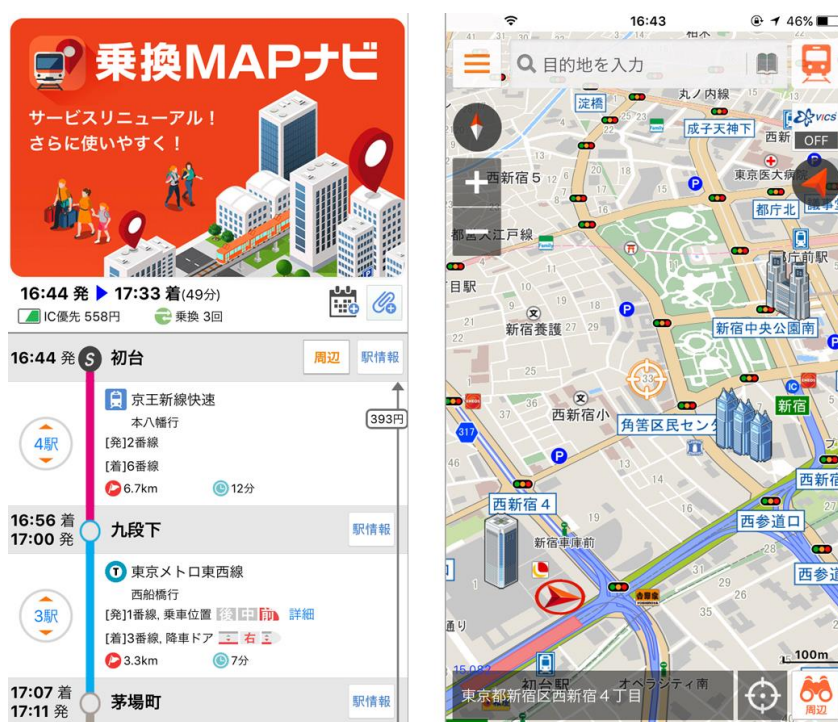 乗換MAPナビ
サービスリニューアル！
さらに使いやすく！
16:44 発 ▶ 17:33 着(49分)
IC優先 558円
乗換 3回
16:44 発 S 初台 周辺 駅情報
393円
4駅
京王新線快速
本八幡行
[発]2番線
[着]6番線
6.7km 12分
16:56 着
17:00 発
九段下 駅情報
3駅
T 東京メトロ東西線
西船橋行
[発]1番線, 乗車位置 後 中 前 詳細
[着]3番線, 降車ドア 右
3.3km 7分
17:07 着
17:11 発
茅場町 駅情報
16:43
46%
目的地を入力
丸ノ内線
淀橋
成子天神下
西新
VICS
OFF
東京医大病院
西新宿5
都庁北
都営大江戸線
庁前駅
目駅
新宿養護
新宿中央公園南
西新宿小
角筈区民セン
新宿
317
西新宿4
西新宿
西参道口
新宿車庫前
西参道
吉野家
通り
100m
初台駅
オペラシティ南
東京都新宿区西新宿4丁目
周辺